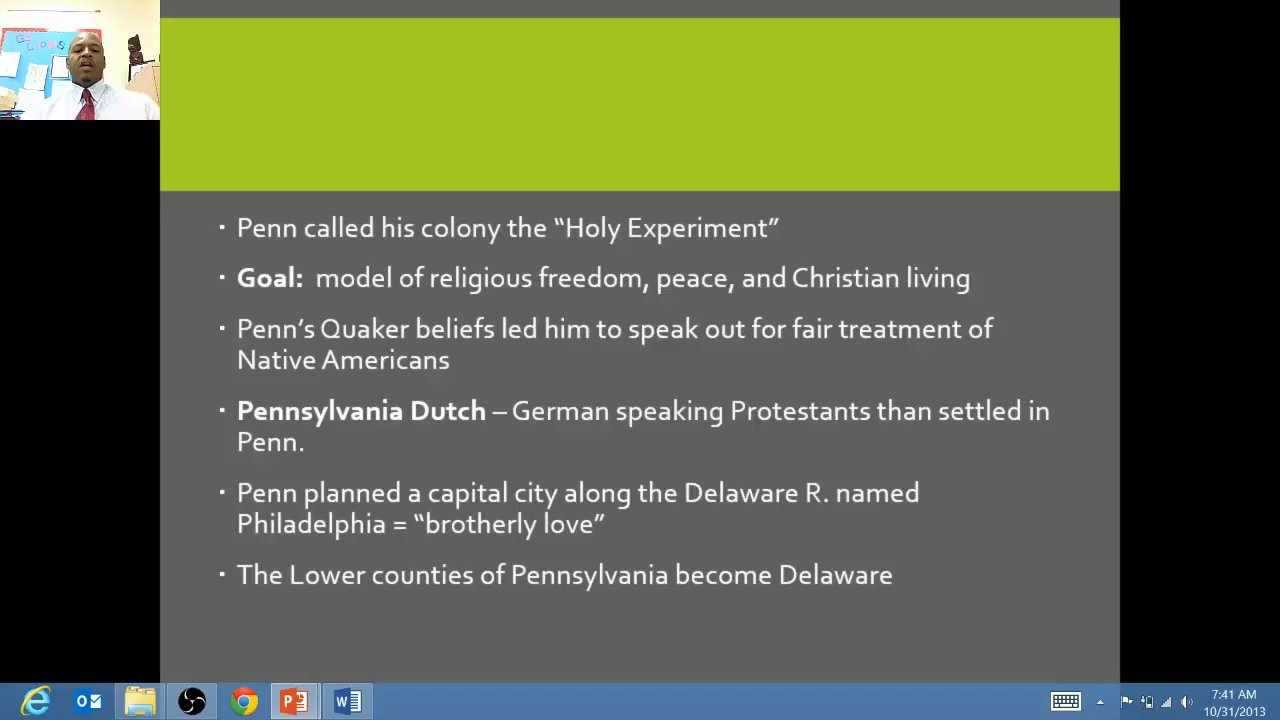 GO
LIONS
▪ Penn called his colony the “Holy Experiment”
▪ Goal: model of religious freedom, peace, and Christian living
▪ Penn’s Quaker beliefs led him to speak out for fair treatment of
Native Americans
▪ Pennsylvania Dutch – German speaking Protestants than settled in
Penn.
▪ Penn planned a capital city along the Delaware R. named
Philadelphia = “brotherly love”
▪ The Lower counties of Pennsylvania become Delaware
7:41 AM
10/31/2013